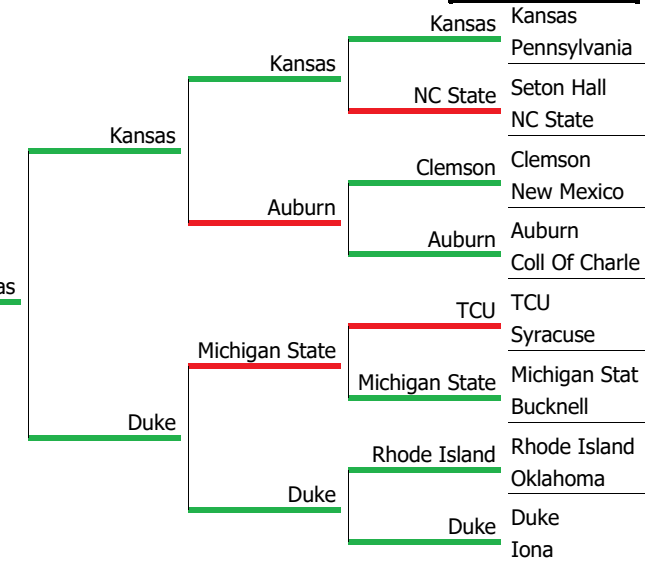 Kansas
Kansas
Pennsylvania
Kansas
NC State
Seton Hall
NC State
Kansas
Clemson
Clemson
New Mexico
Auburn
Auburn
Auburn
Coll Of Charle
as
TCU
TCU
Syracuse
Michigan State
Michigan State
Michigan Stat
Bucknell
Duke
Rhode Island
Rhode Island
Oklahoma
Duke
Duke
Duke
Iona